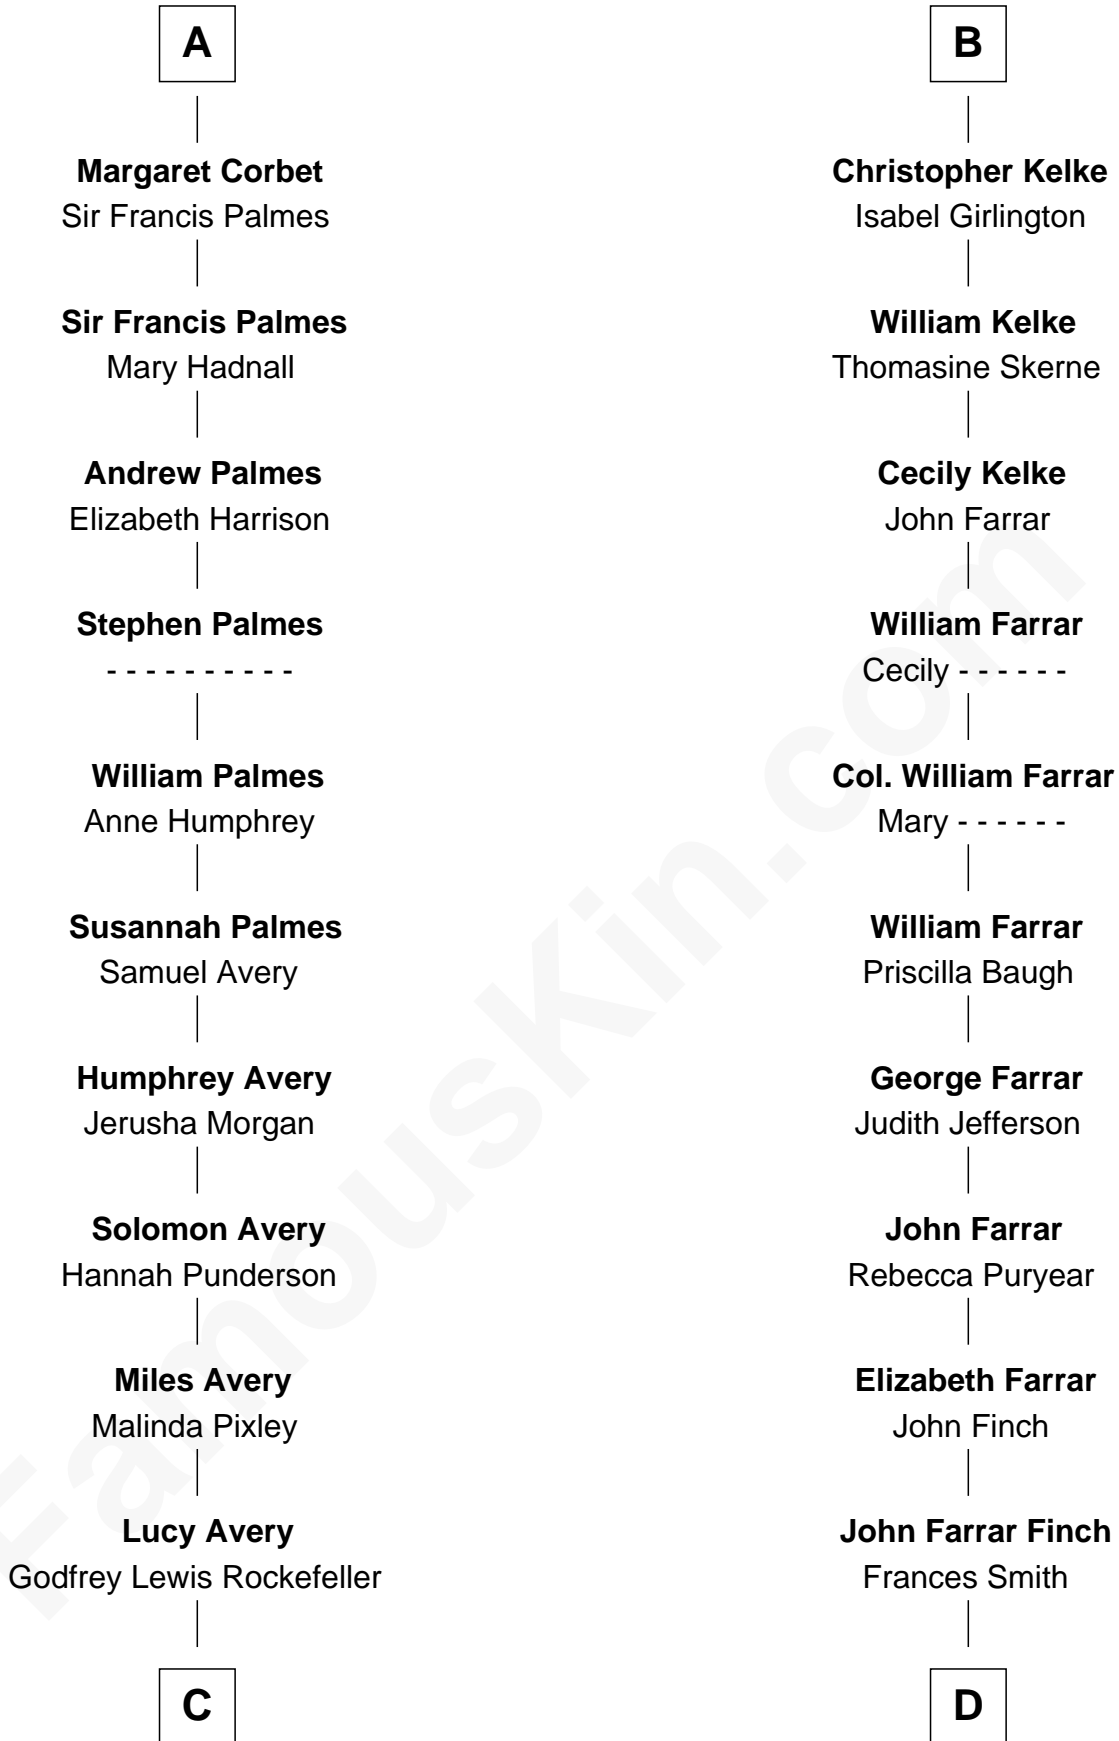 A
Margaret Corbet
Sir Francis Palmes
Sir Francis Palmes
Mary Hadnall
Andrew Palmes
Elizabeth Harrison
Stephen Palmes
- - - - - - - - - -
William Palmes
Anne Humphrey
Susannah Palmes
Samuel Avery
Humphrey Avery
Jerusha Morgan
Solomon Avery
Hannah Punderson
Miles Avery
Malinda Pixley
Lucy Avery
Godfrey Lewis Rockefeller
C
B
Christopher Kelke
Isabel Girlington
William Kelke
Thomasine Skerne
Cecily Kelke
John Farrar
William Farrar
Cecily - - - - - -
Col. William Farrar
Mary - - - - - -
William Farrar
Priscilla Baugh
George Farrar
Judith Jefferson
John Farrar
Rebecca Puryear
Elizabeth Farrar
John Finch
John Farrar Finch
Frances Smith
D
FamousKin.com